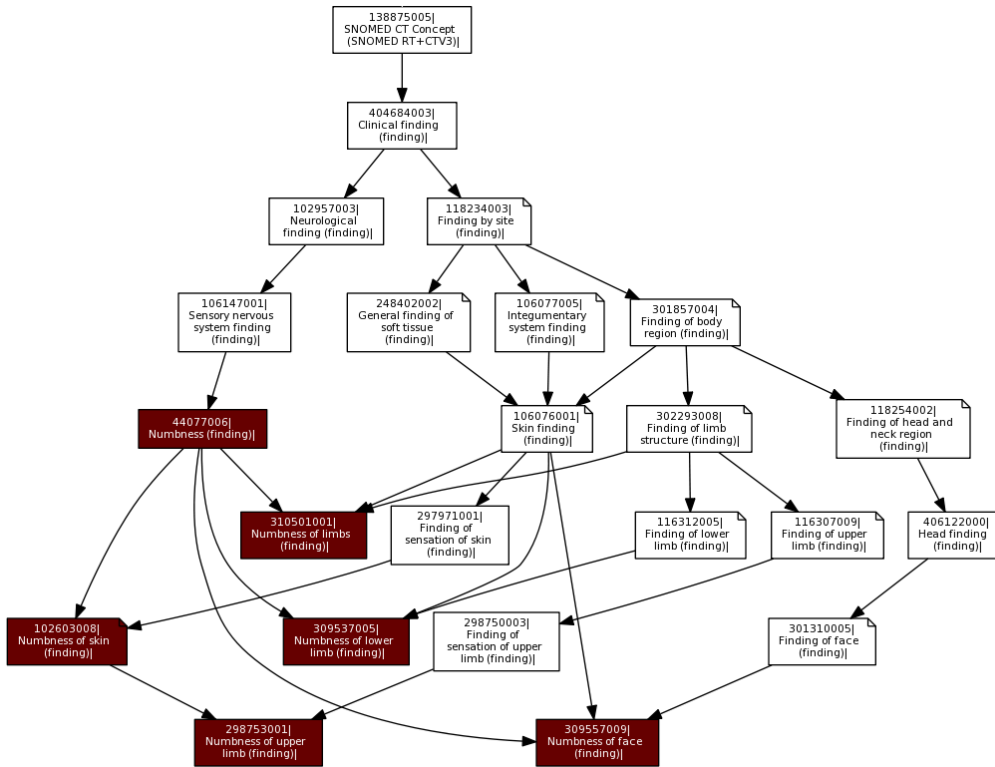 138875005|
SNOMED CT Concept
(SNOMED RT+CTV3)|
404684003|
Clinical finding
(finding)|
102957003|
Neurological
finding (finding)|
118234003|
Finding by site
(finding)|
106147001|
Sensory nervous
system finding
(finding)|
248402002|
General finding of
soft tissue
(finding)|
106077005|
Integumentary
system finding
(finding)|
301857004|
Finding of body
region (finding)|
44077006|
Numbness (finding)|
106076001|
Skin finding
(finding)|
302293008|
Finding of limb
structure (finding)|
118254002|
Finding of head and
neck region
(finding)|
310501001|
Numbness of limbs
(finding)|
297971001|
Finding of
sensation of skin
(finding)|
116312005|
Finding of lower
limb (finding)|
116307009|
Finding of upper
limb (finding)|
406122000|
Head finding
(finding)|
102603008|
Numbness of skin
(finding)|
309537005|
Numbness of lower
limb (finding)|
298750003|
Finding of
sensation of upper
limb (finding)|
301310005|
Finding of face
(finding)|
298753001|
Numbness of upper
limb (finding)|
309557009|
Numbness of face
(finding)|